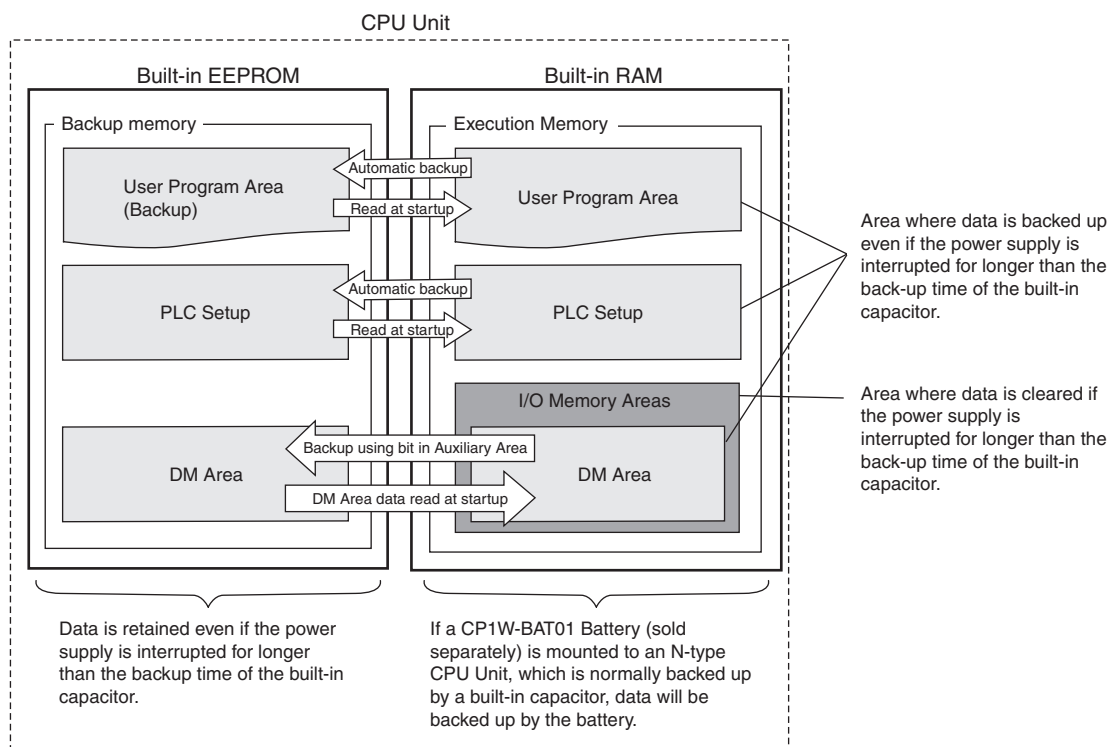 CPU Unit
Built-in EEPROM
Built-in RAM
Backup memory
Execution Memory
User Program Area
(Backup)
Automatic backup
Read at startup
User Program Area
PLC Setup
Automatic backup
Read at startup
PLC Setup
I/O Memory Areas
DM Area
Backup using bit in Auxiliary Area
DM Area data read at startup
DM Area
Area where data is backed up
even if the power supply is
interrupted for longer than the
back-up time of the built-in
capacitor.
Area where data is cleared if
the power supply is
interrupted for longer than the
back-up time of the built-in
capacitor.
Data is retained even if the power
supply is interrupted for longer
than the backup time of the built-in
capacitor.
If a CP1W-BAT01 Battery (sold
separately) is mounted to an N-type
CPU Unit, which is normally backed up
by a built-in capacitor, data will be
backed up by the battery.